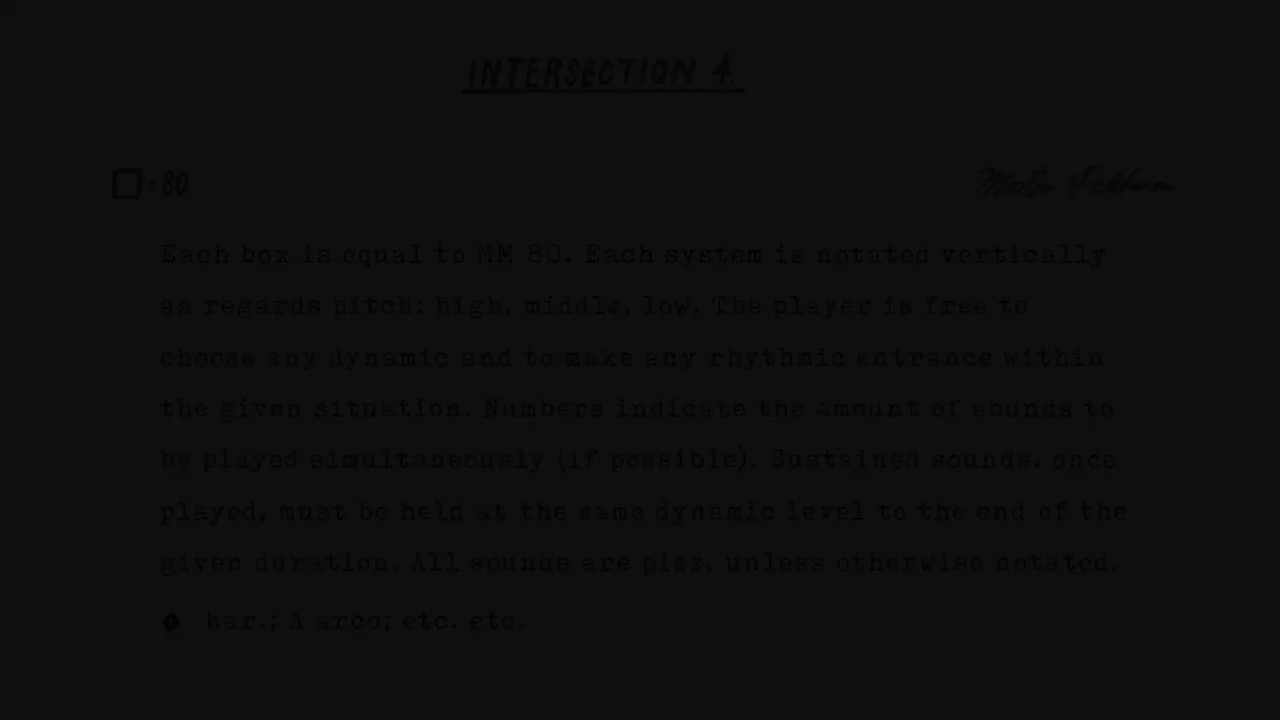 INTERSECTION 4.
☐ = 80
Morton Feldman
Each box is equal to MM 80. Each system is notated vertically
as regards pitch: high, middle, low. The player is free to
choose any dynamic and to make any rhythmic entrance within
the given situation. Numbers indicate the amount of sounds to
be played simultaneously (if possible). Sustained sounds, once
played, must be held at the same dynamic level to the end of the
given duration. All sounds are pizz. unless otherwise notated.
har.; A arco; etc. etc.